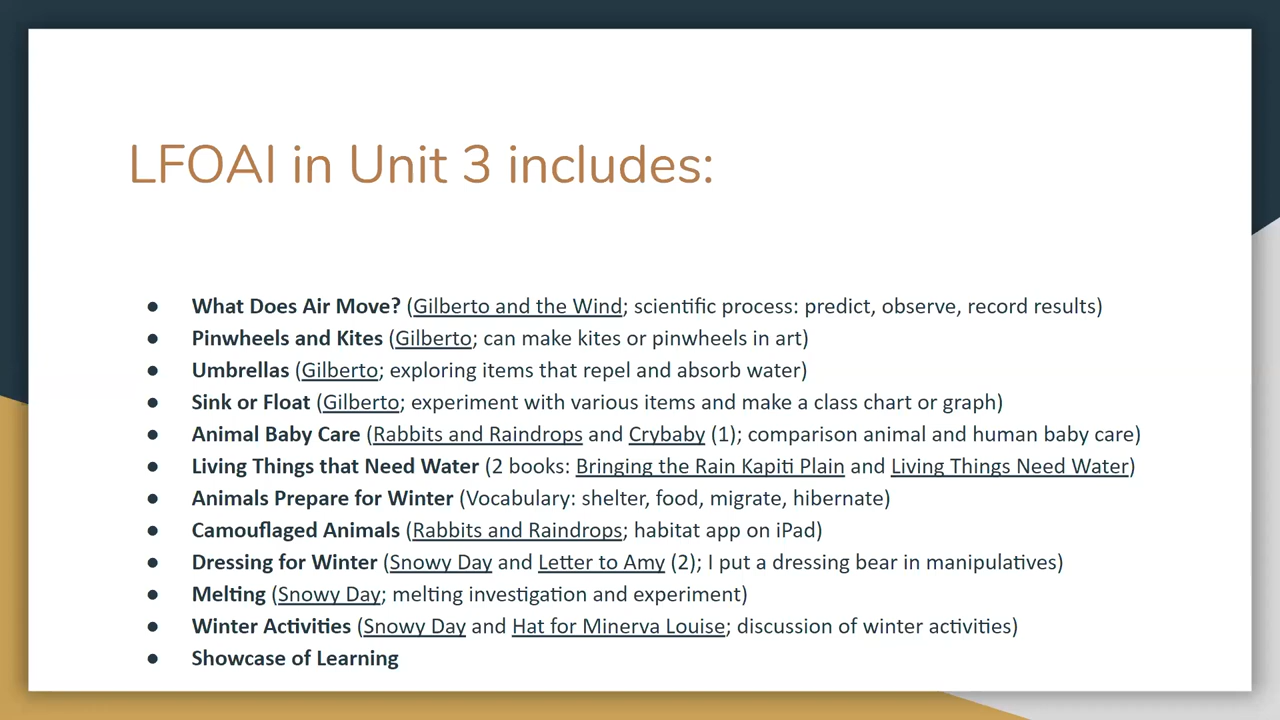 LFOAI in Unit 3 includes:
● What Does Air Move? (Gilberto and the Wind; scientific process: predict, observe, record results)
● Pinwheels and Kites (Gilberto; can make kites or pinwheels in art)
● Umbrellas (Gilberto; exploring items that repel and absorb water)
● Sink or Float (Gilberto; experiment with various items and make a class chart or graph)
● Animal Baby Care (Rabbits and Raindrops and Crybaby (1); comparison animal and human baby care)
● Living Things that Need Water (2 books: Bringing the Rain Kapiti Plain and Living Things Need Water)
● Animals Prepare for Winter (Vocabulary: shelter, food, migrate, hibernate)
● Camouflaged Animals (Rabbits and Raindrops; habitat app on iPad)
● Dressing for Winter (Snowy Day and Letter to Amy (2); I put a dressing bear in manipulatives)
● Melting (Snowy Day; melting investigation and experiment)
● Winter Activities (Snowy Day and Hat for Minerva Louise; discussion of winter activities)
● Showcase of Learning